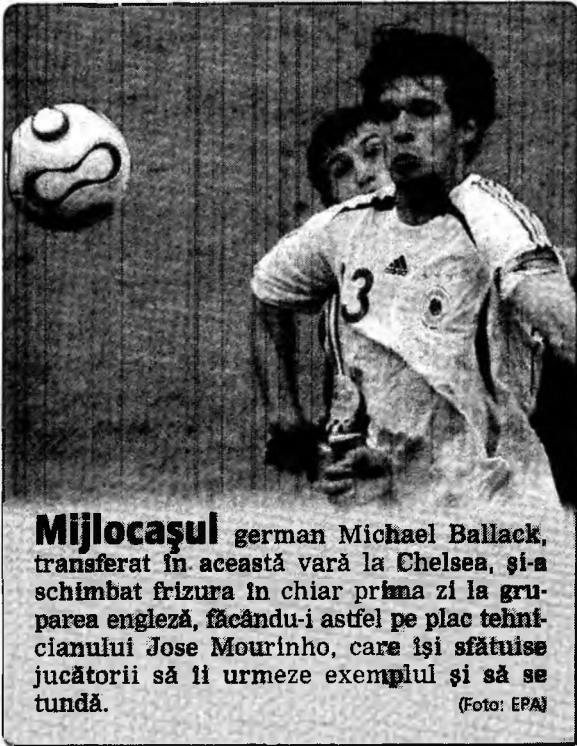 13
Mijlocaşul german Michael Ballack,
transferat în această vară la Chelsea, şi-a
schimbat frizura în chiar prima zi la gru-
parea engleză, făcându-i astfel pe plac tehni-
cianului Jose Mourinho, care îşi sfătuise
jucătorii să îi urmeze exemplul şi să se
tundă. (Foto: EPA)